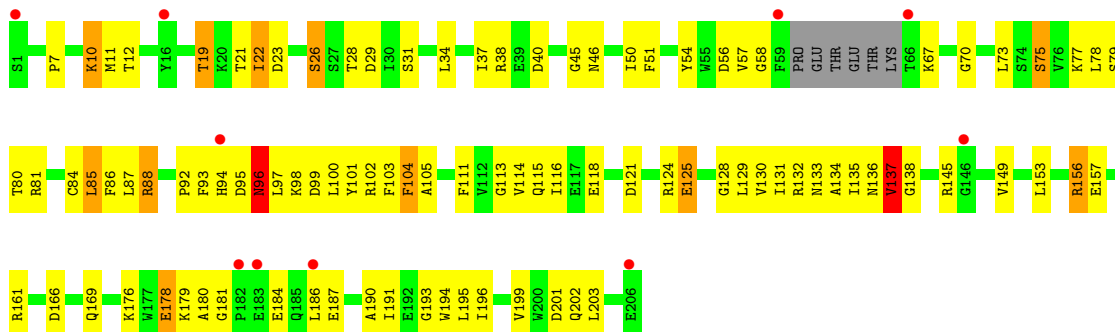 S1 Y16 P7 K10 M11 T12 T19 K20 T21 I22 D23 S26 S27 T28 D29 I30 S31 L34 I37 R38 E39 D40 G45 N46 I50 F51 Y54 W55 D56 V57 G58 F59 PRO GLU THR GLU THR LYS T66 K67 G70 L73 S74 S75 V76 K77 L78 S79
T80 R81 C84 L85 F86 L87 R88 P92 F93 H94 D95 N96 L97 K98 D99 L100 Y101 R102 F103 F104 A105 F111 V112 G113 V114 Q115 I116 E117 E118 D121 R124 E125 G128 L129 V130 I131 R132 N133 A134 I135 N136 V137 G138 R145 G146 V149 L153 R156 E157
R161 D166 Q169 K176 W177 E178 K179 A180 G181 P182 E183 E184 Q185 L186 E187 A190 I191 E192 G193 W194 L195 I196 V199 W200 D201 Q202 L203 E206